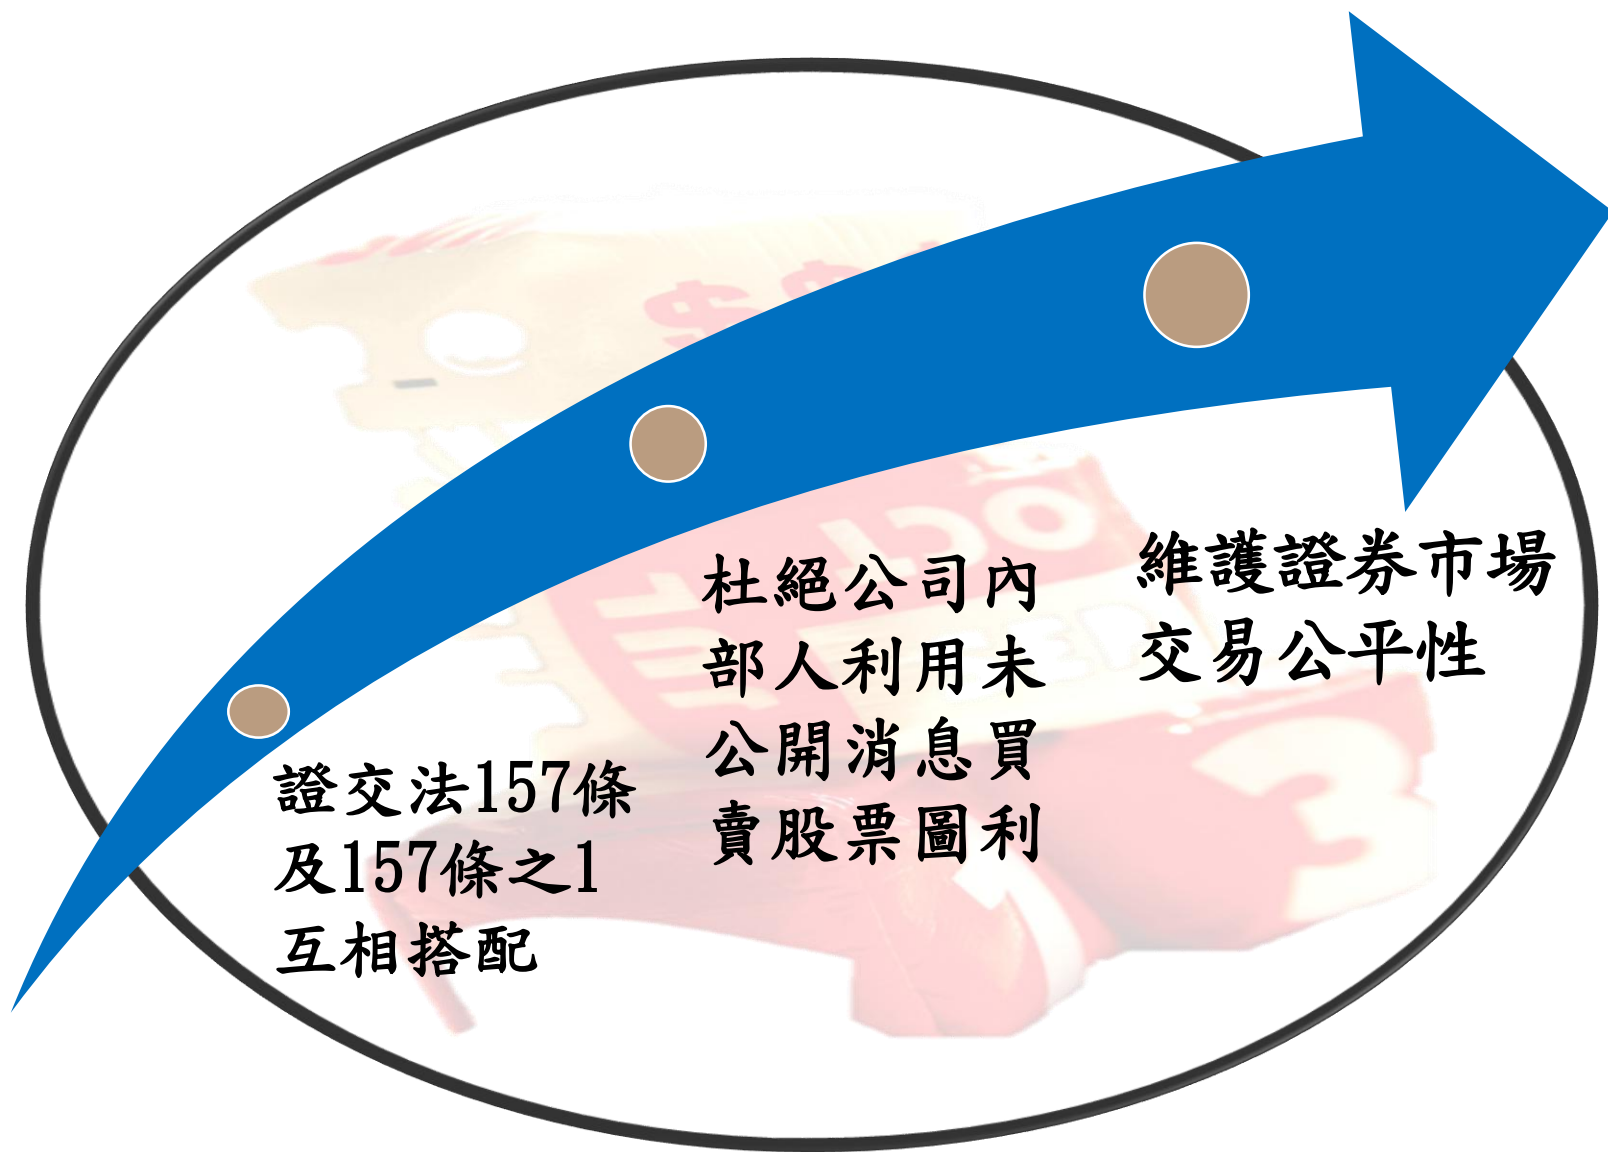 證交法157條
及157條之1
互相搭配
杜絕公司內
部人利用未
公開消息買
賣股票圖利
維護證券市場
交易公平性